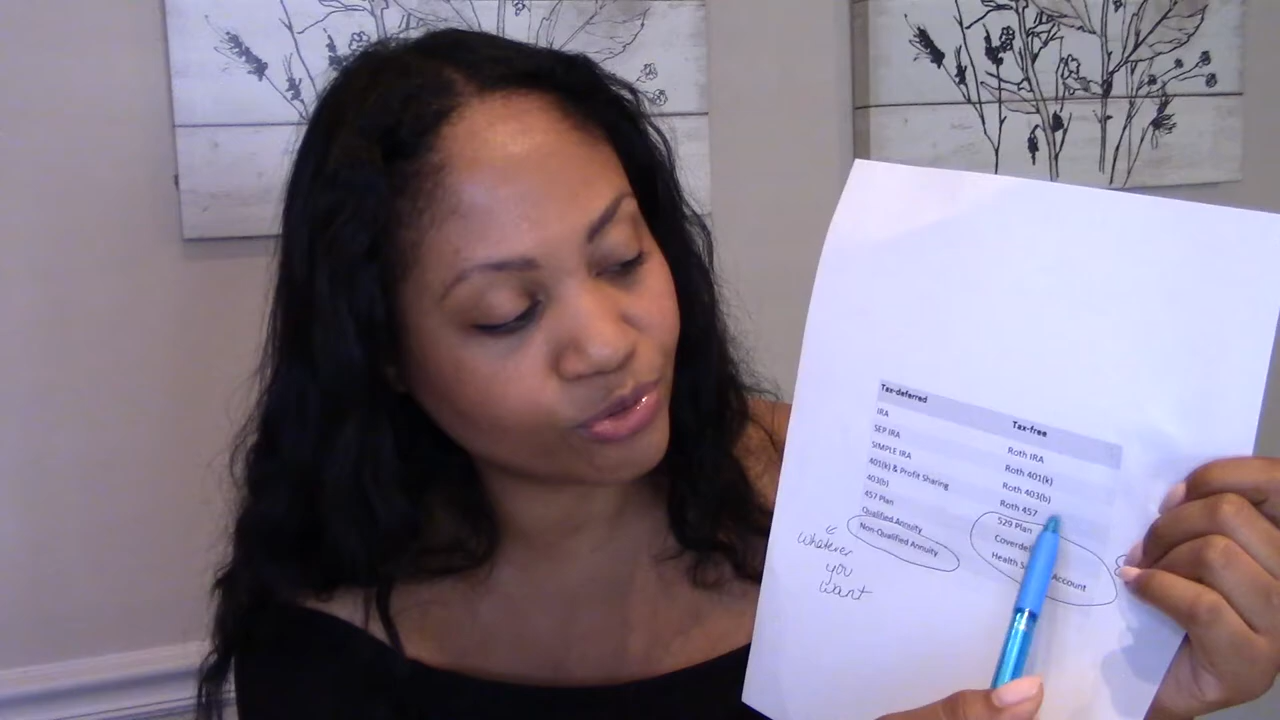 Tax-deferred Tax-free
IRA Roth IRA
SEP IRA Roth 401(k)
SIMPLE IRA Roth 403(b)
401(k) & Profit Sharing Roth 457
403(b) 529 Plan
457 Plan
Qualified Annuity Health Account
Non-Qualified Annuity
whatever
you
want